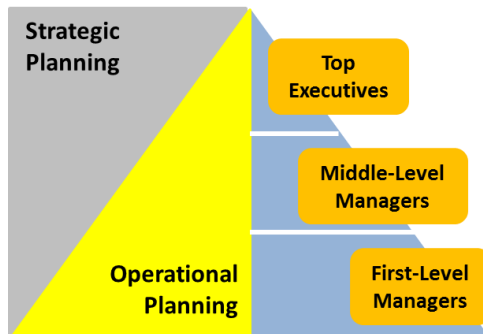 Strategic
Planning
Top
Executives
Middle-Level
Managers
Operational
Planning
First-Level
Managers